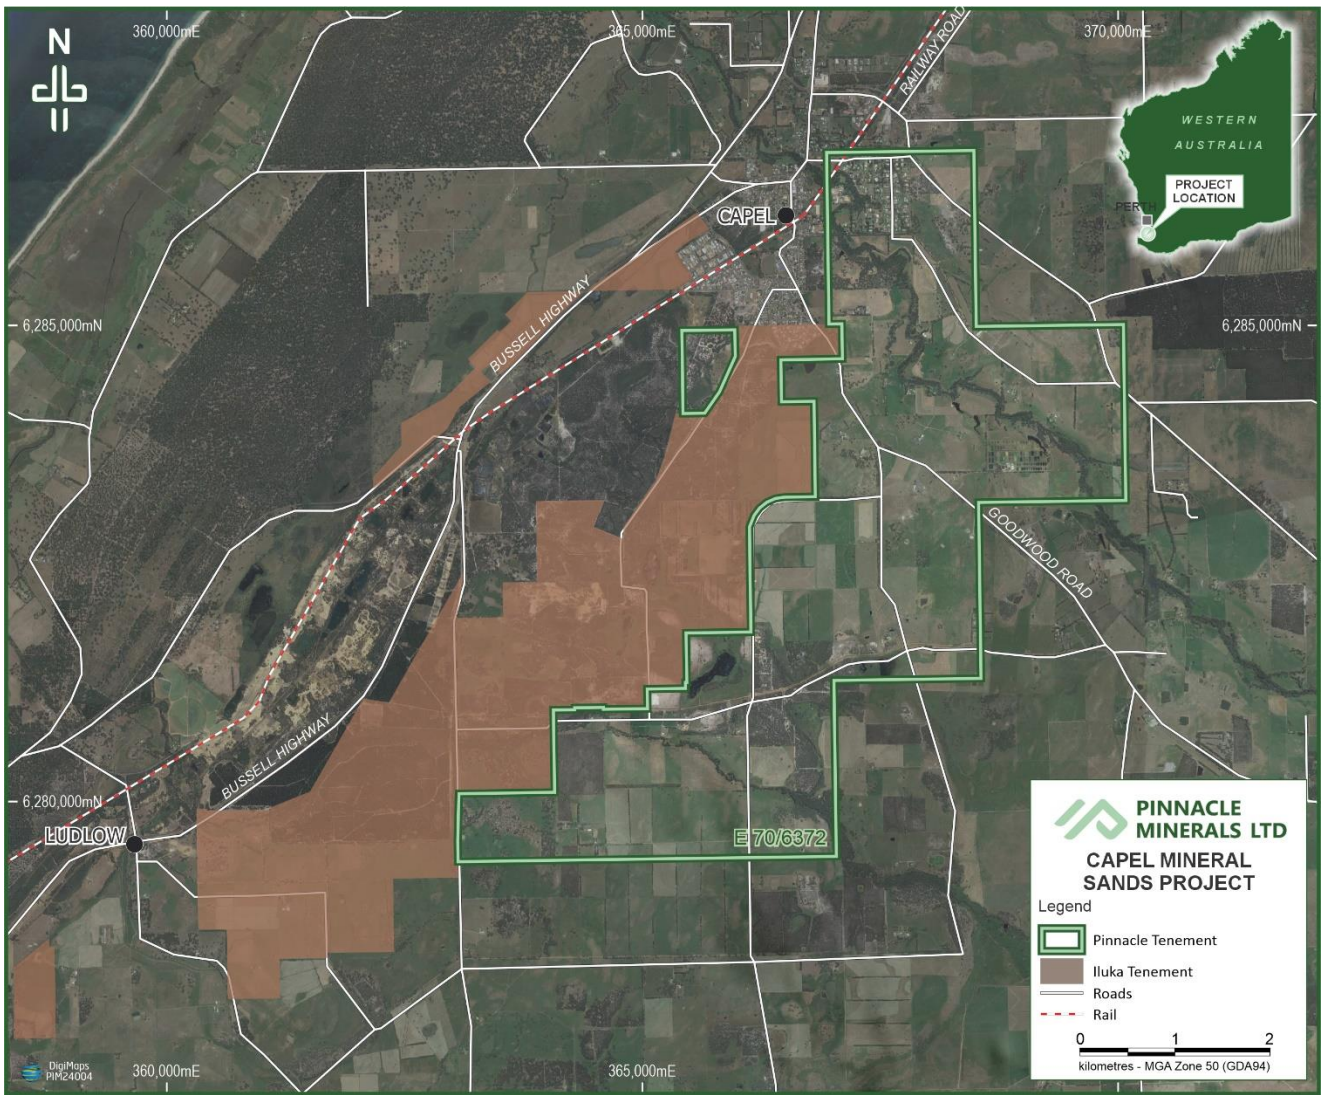 360,000mE
365,000mE
370,000mE
N
RAILWAY ROAD
WESTERN
AUSTRALIA
PROJECT
LOCATION
PERTH
CAPEL
BUSSELL HIGHWAY
6,285,000mN
6,285,000mN
GOODWOOD ROAD
BUSSELL HIGHWAY
6,280,000mN
LUDLOW
E 70/6372
PINNACLE
MINERALS LTD
CAPEL MINERAL
SANDS PROJECT
Legend
Pinnacle Tenement
Iluka Tenement
Roads
Rail
0 1 2
kilometres - MGA Zone 50 (GDA94)
DigiMaps
PIM24004
360,000mE
365,000mE